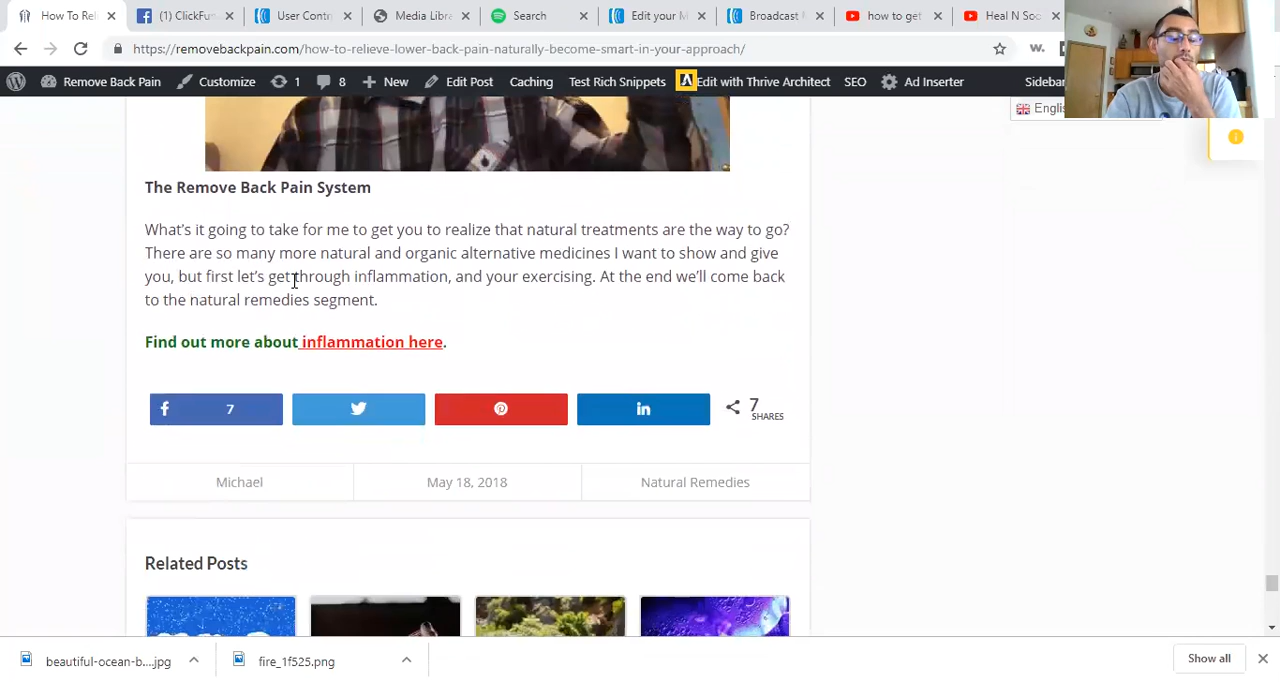 How To Reli
(1) ClickFun
User Contri
Media Libra
Search
Edit your M
Broadcast
how to get
Heal N Soo
https://removebackpain.com/how-to-relieve-lower-back-pain-naturally-become-smart-in-your-approach/
Remove Back Pain
Customize
1
8
New
Edit Post
Caching
Test Rich Snippets
Edit with Thrive Architect
SEO
Ad Inserter
Sidebar
English
The Remove Back Pain System
What's it going to take for me to get you to realize that natural treatments are the way to go?
There are so many more natural and organic alternative medicines I want to show and give
you, but first let's get through inflammation, and your exercising. At the end we'll come back
to the natural remedies segment.
Find out more about inflammation here.
7
7
SHARES
Michael
May 18, 2018
Natural Remedies
Related Posts
beautiful-ocean-b....jpg
fire_1f525.png
Show all